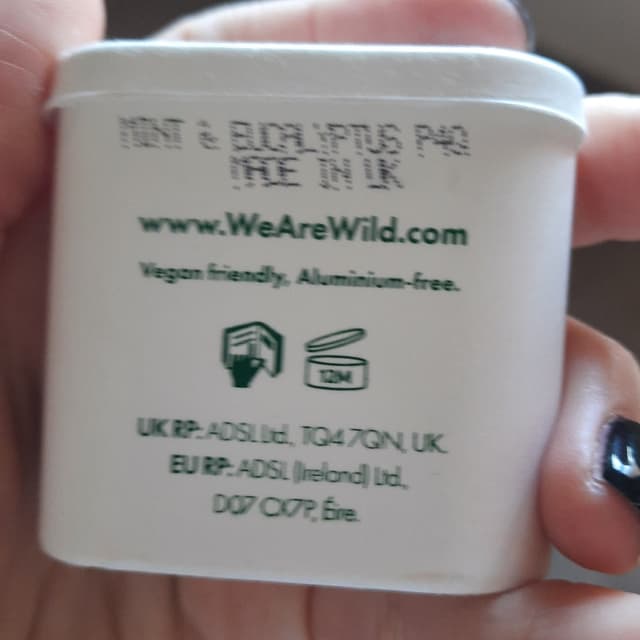 MINT & EUCALYPTUS P4G
MADE IN UK
www.WeAreWild.com
Vegan friendly, Aluminium-free.
12M
UK RP: ADSL Ltd., TQ4 7QN, UK.
EU RP: ADSL (Ireland) Ltd.,
D07 CX7P, Éire.